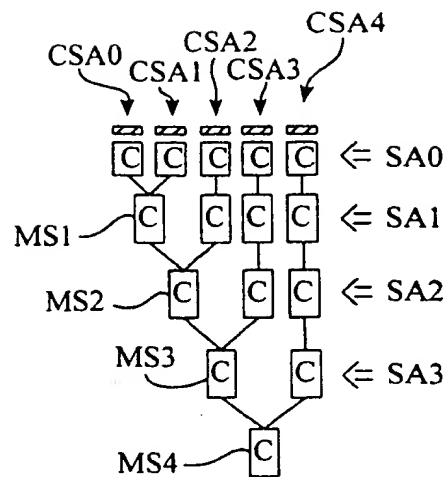 CSA0 CSA1 CSA2 CSA3 CSA4
C C C C C ⇐ SA0
MS1 C C C C ⇐ SA1
MS2 C C C ⇐ SA2
MS3 C C ⇐ SA3
MS4 C